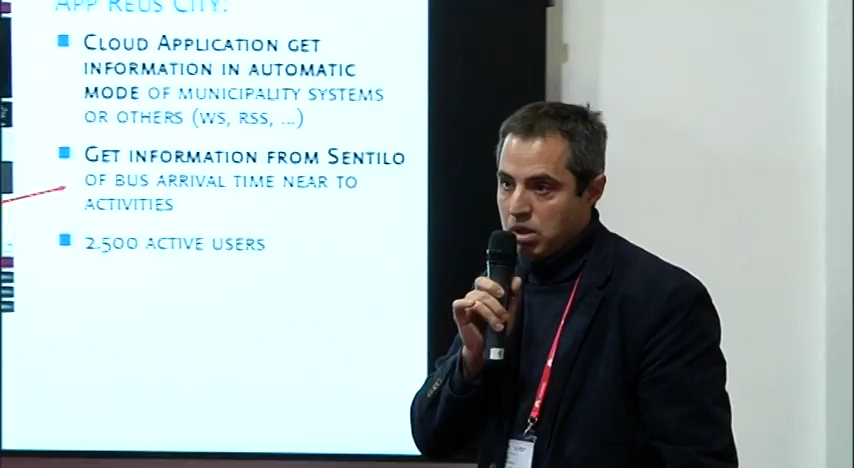 APP REUS CITY:
CLOUD APPLICATION GET
INFORMATION IN AUTOMATIC
MODE OF MUNICIPALITY SYSTEMS
OR OTHERS (WS, RSS, ...)
GET INFORMATION FROM SENTILO
OF BUS ARRIVAL TIME NEAR TO
ACTIVITIES
2.500 ACTIVE USERS